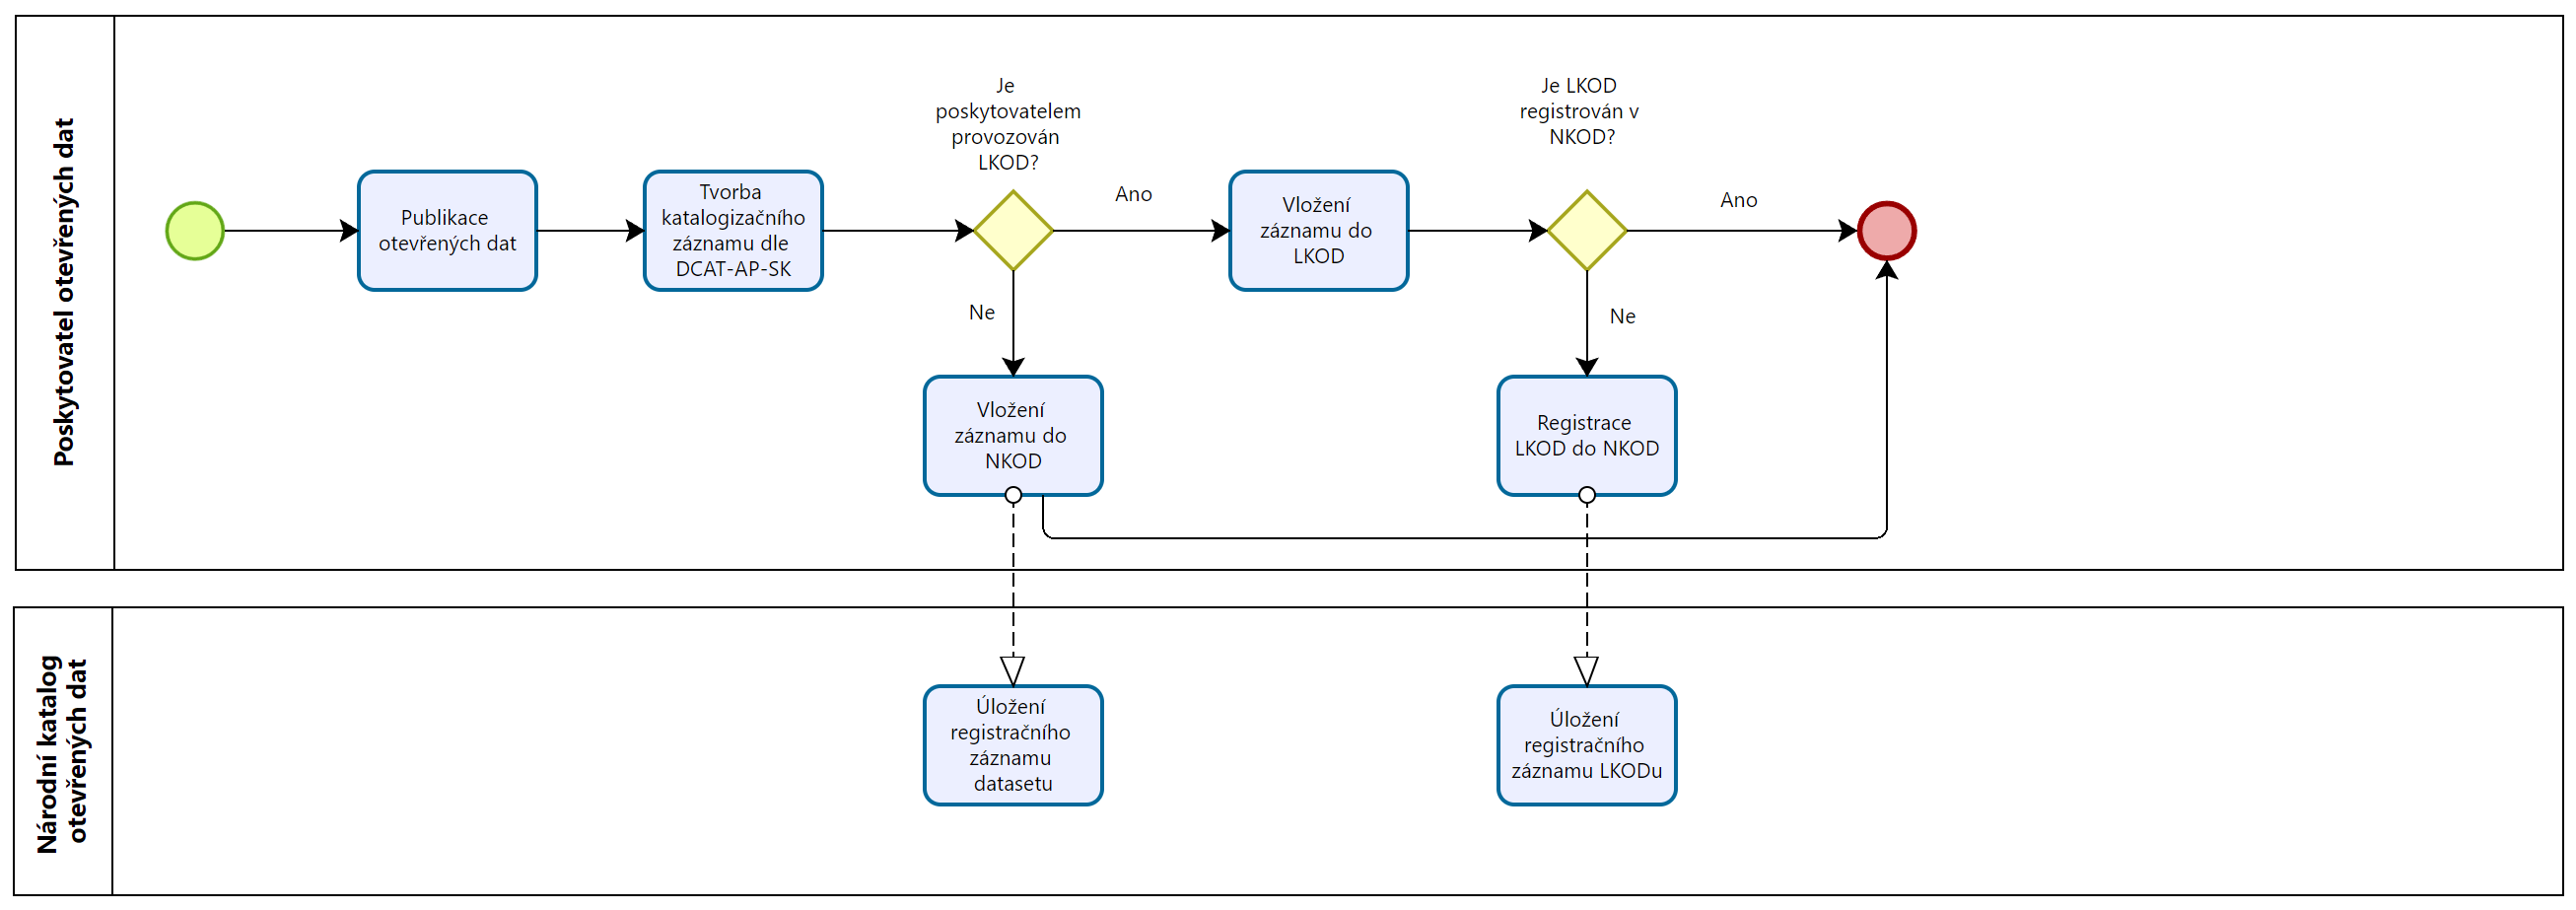 Poskytovatel otevřených dat
Publikace
otevřených dat
Tvorba
katalogizačního
záznamu dle
DCAT-AP-SK
Je
poskytovatelem
provozován
LKOD?
Ano
Ne
Vložení
záznamu do
LKOD
Je LKOD
registrován v
NKOD?
Ano
Ne
Vložení
záznamu do
NKOD
Registrace
LKOD do NKOD
Národní katalog
otevřených dat
Úložení
registračního
záznamu
datasetu
Úložení
registračního
záznamu LKODu